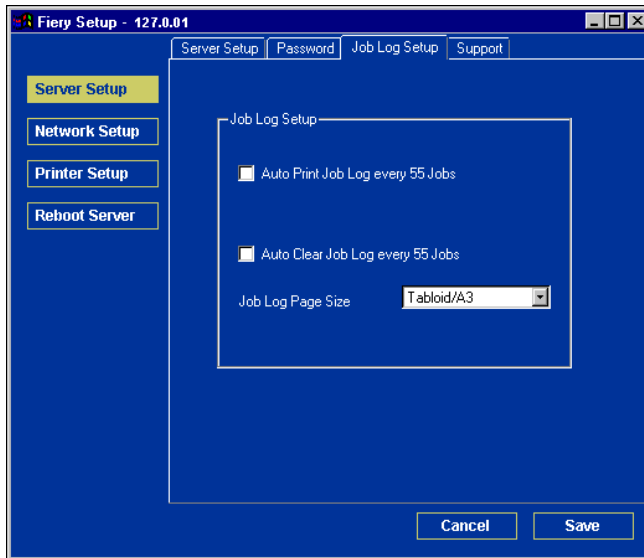 Fiery Setup - 127.0.01
Server Setup Password Job Log Setup Support
Server Setup
Network Setup
Printer Setup
Reboot Server
Job Log Setup
Auto Print Job Log every 55 Jobs
Auto Clear Job Log every 55 Jobs
Job Log Page Size Tabloid/A3
Cancel Save